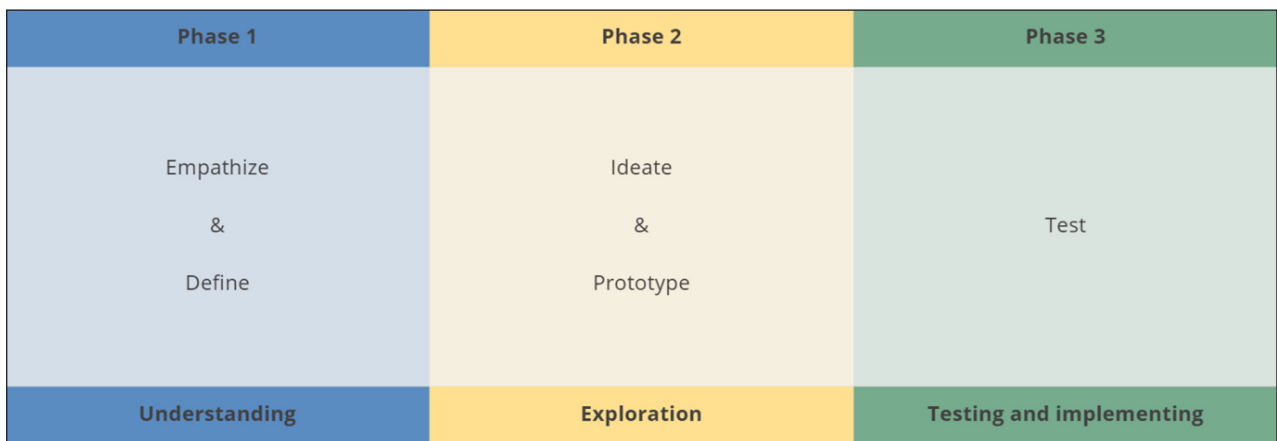 Phase 1
Phase 2
Phase 3
Empathize
&
Define
Ideate
&
Prototype
Test
Understanding
Exploration
Testing and implementing